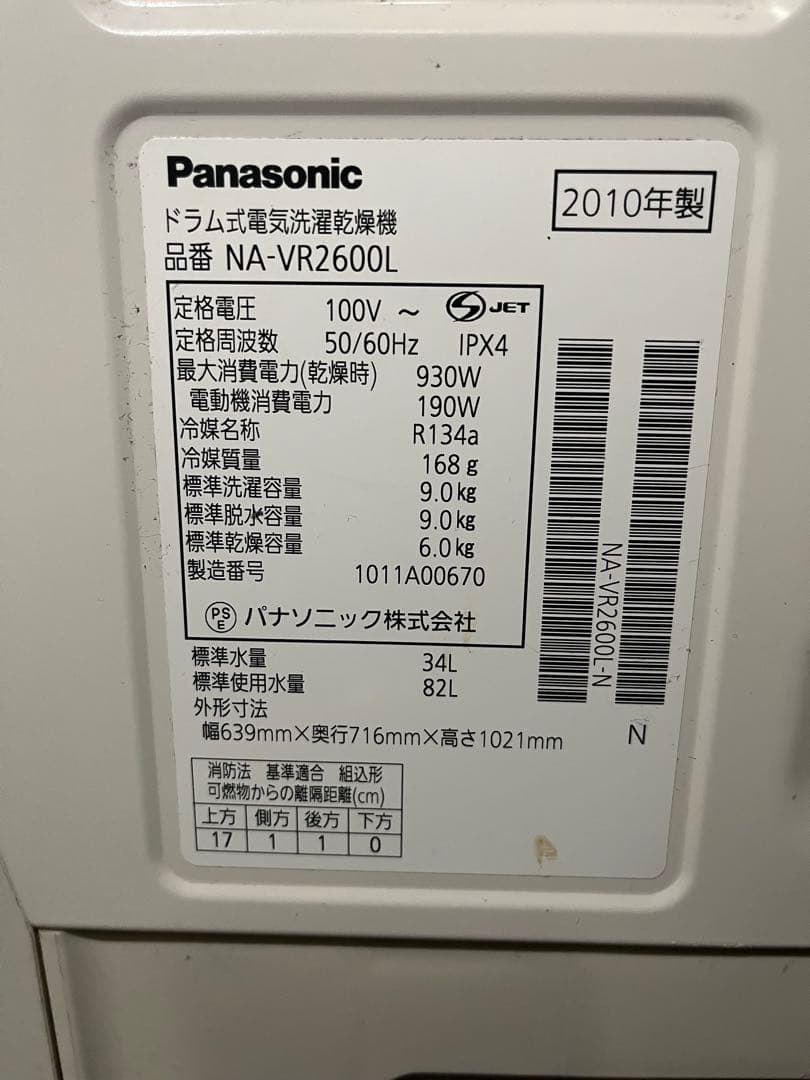 Panasonic
2010年製
ドラム式電気洗濯乾燥機
品番 NA-VR2600L
定格電圧 100V ～ S JET
定格周波数 50/60Hz IPX4
最大消費電力(乾燥時) 930W
電動機消費電力 190W
冷媒名称 R134a
冷媒質量 168g
標準洗濯容量 9.0kg
標準脱水容量 9.0kg
標準乾燥容量 6.0kg
製造番号 1011A00670
PSE パナソニック株式会社
NA-VR2600L-N
標準水量 34L
標準使用水量 82L
外形寸法
幅639mm×奥行716mm×高さ1021mm
N
消防法 基準適合 組込形
可燃物からの離隔距離(cm)
上方 側方 後方 下方
17 1 1 0